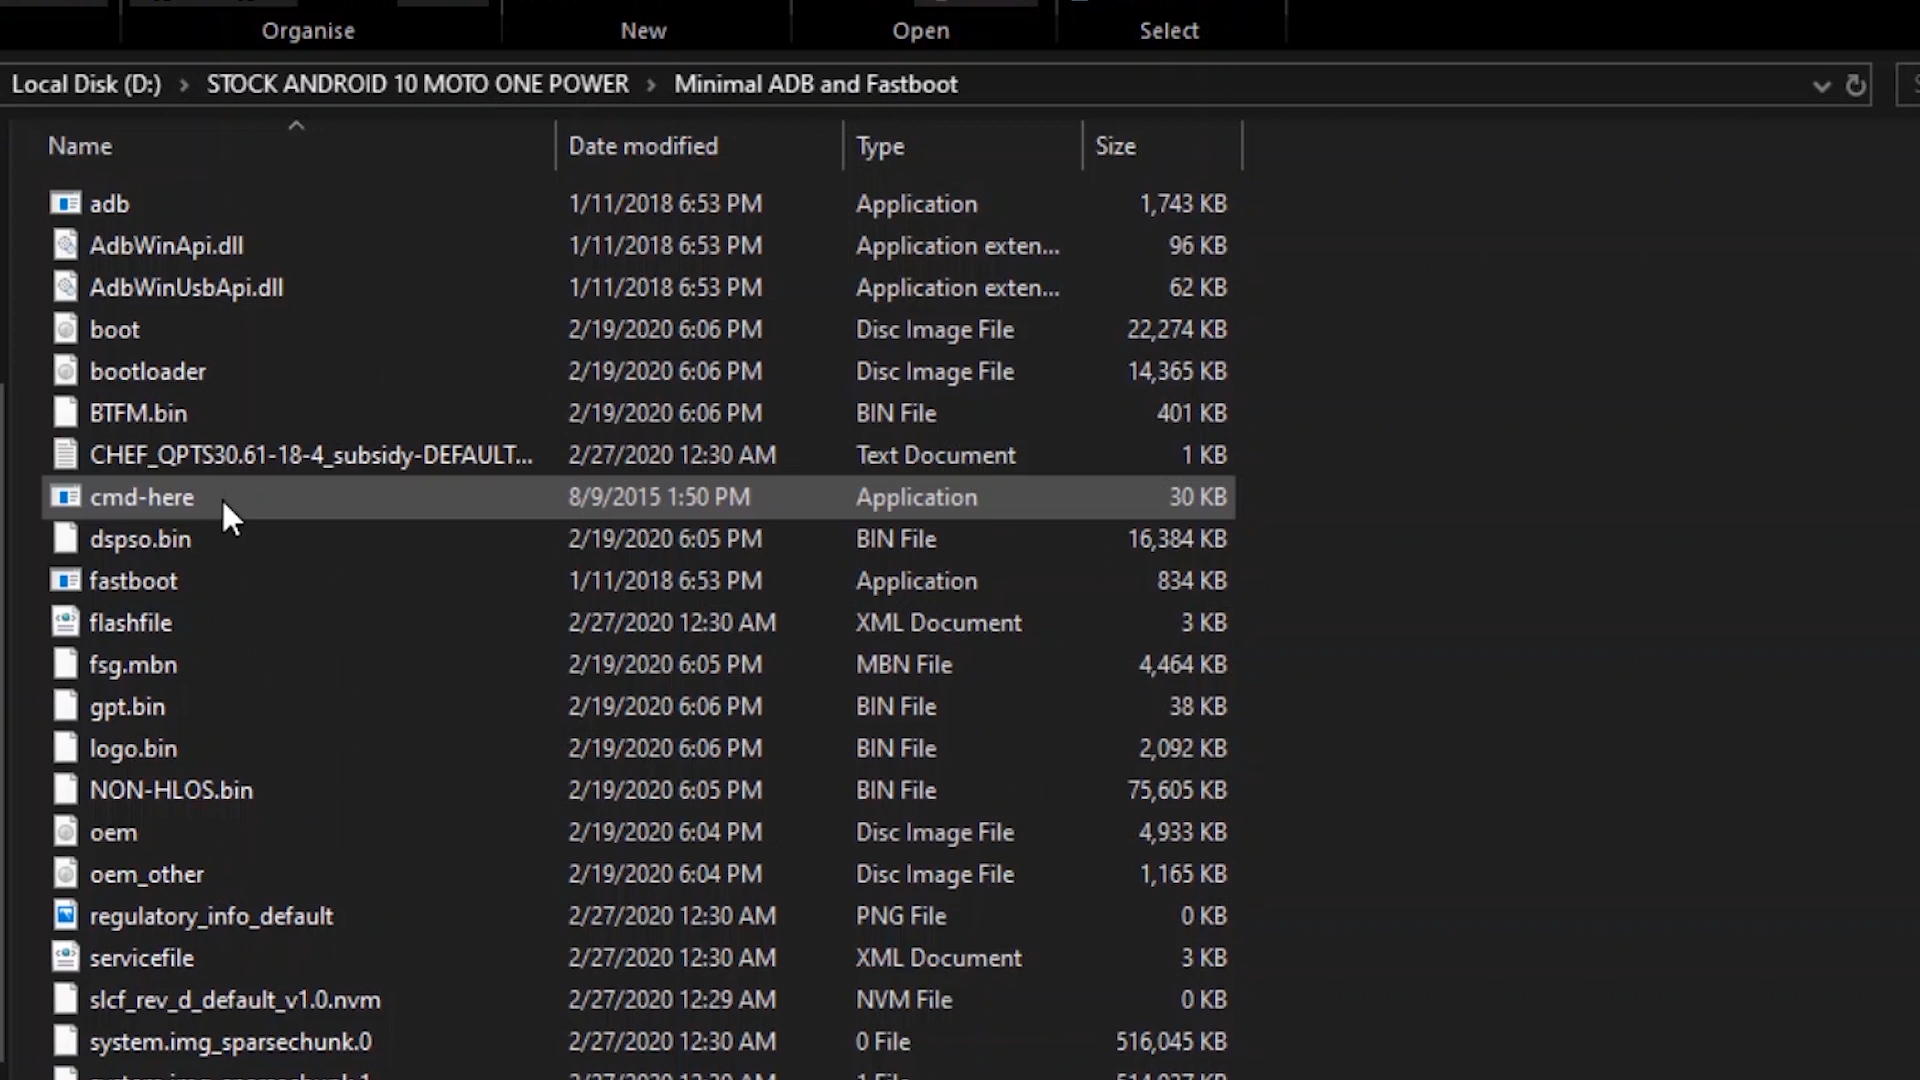 Organise New Open Select
Local Disk (D:) › STOCK ANDROID 10 MOTO ONE POWER › Minimal ADB and Fastboot
Name Date modified Type Size
adb 1/11/2018 6:53 PM Application 1,743 KB
AdbWinApi.dll 1/11/2018 6:53 PM Application exten... 96 KB
AdbWinUsbApi.dll 1/11/2018 6:53 PM Application exten... 62 KB
boot 2/19/2020 6:06 PM Disc Image File 22,274 KB
bootloader 2/19/2020 6:06 PM Disc Image File 14,365 KB
BTFM.bin 2/19/2020 6:06 PM BIN File 401 KB
CHEF_QPTS30.61-18-4_subsidy-DEFAULT... 2/27/2020 12:30 AM Text Document 1 KB
cmd-here 8/9/2015 1:50 PM Application 30 KB
dspso.bin 2/19/2020 6:05 PM BIN File 16,384 KB
fastboot 1/11/2018 6:53 PM Application 834 KB
flashfile 2/27/2020 12:30 AM XML Document 3 KB
fsg.mbn 2/19/2020 6:05 PM MBN File 4,464 KB
gpt.bin 2/19/2020 6:06 PM BIN File 38 KB
logo.bin 2/19/2020 6:06 PM BIN File 2,092 KB
NON-HLOS.bin 2/19/2020 6:05 PM BIN File 75,605 KB
oem 2/19/2020 6:04 PM Disc Image File 4,933 KB
oem_other 2/19/2020 6:04 PM Disc Image File 1,165 KB
regulatory_info_default 2/27/2020 12:30 AM PNG File 0 KB
servicefile 2/27/2020 12:30 AM XML Document 3 KB
slcf_rev_d_default_v1.0.nvm 2/27/2020 12:29 AM NVM File 0 KB
system.img_sparsechunk.0 2/27/2020 12:30 AM 0 File 516,045 KB